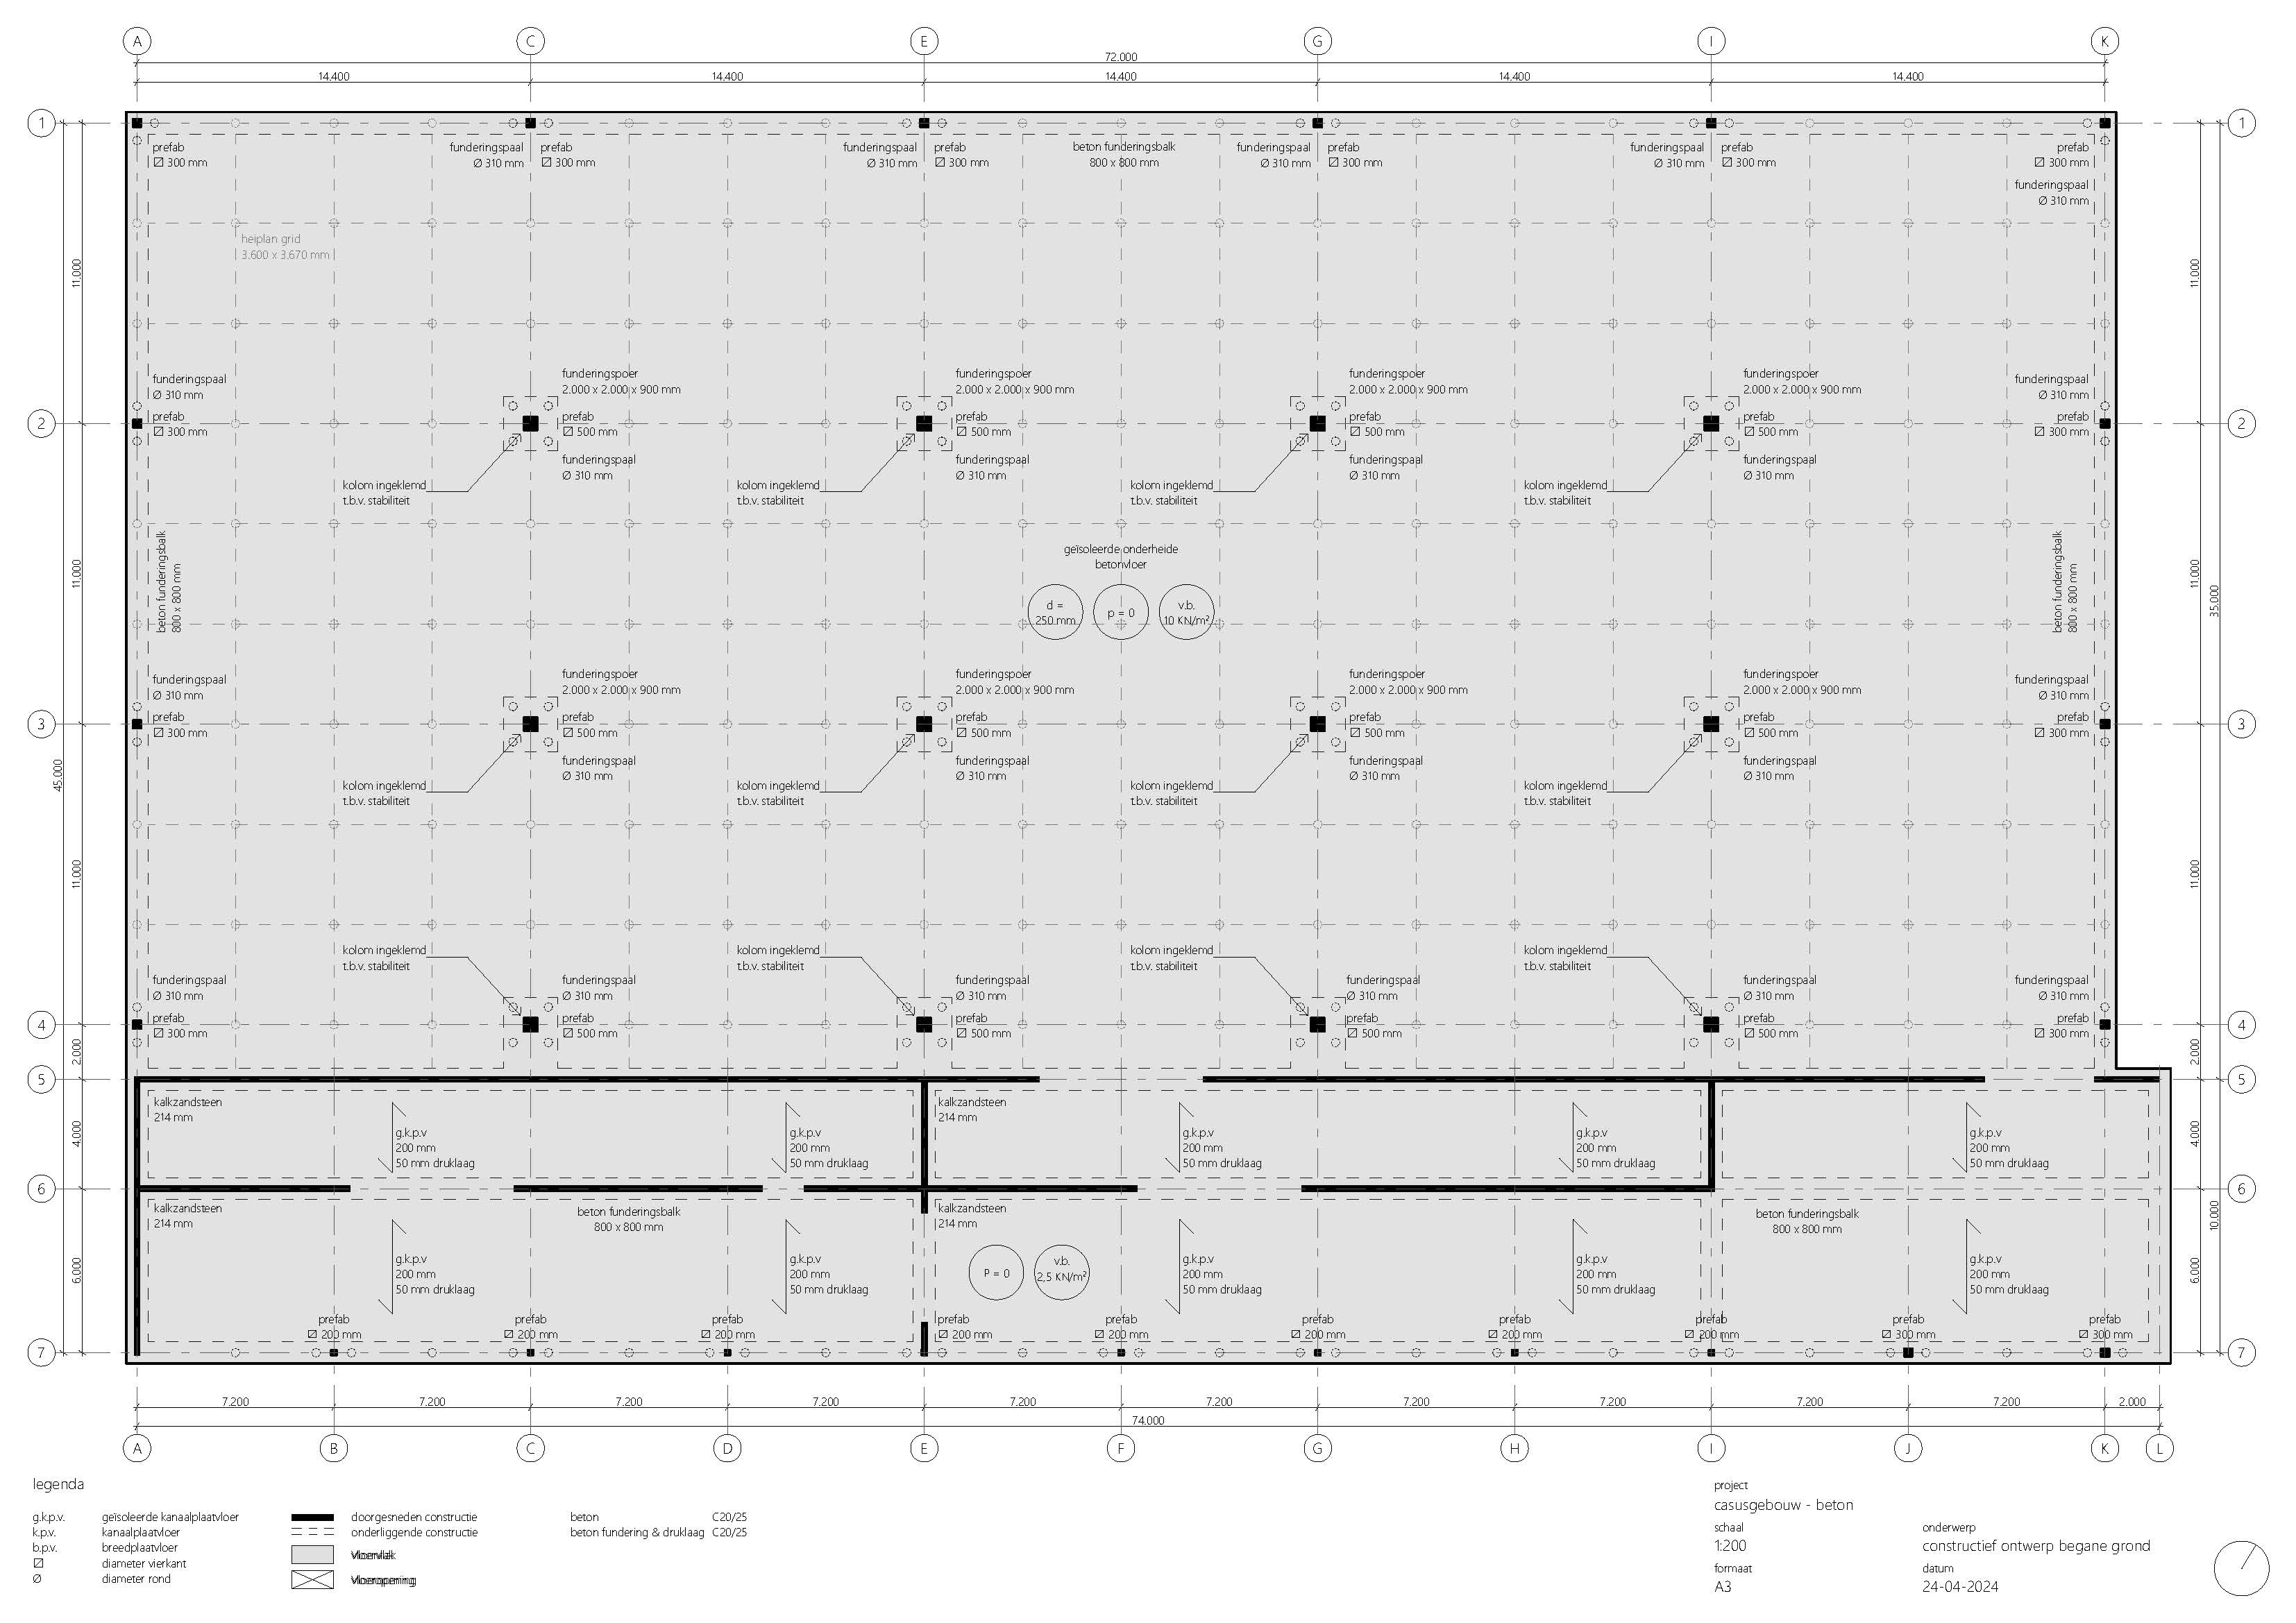 A
C
E
G
I
K
72.000
14.400
14.400
14.400
14.400
14.400
1
1
prefab
300 mm
funderingspaal
Ø 310 mm
prefab
300 mm
funderingspaal
Ø 310 mm
prefab
300 mm
beton funderingsbalk
800 x 800 mm
funderingspaal
Ø 310 mm
prefab
300 mm
funderingspaal
Ø 310 mm
prefab
300 mm
prefab
300 mm
funderingspaal
Ø 310 mm
heiplan grid
3.600 x 3.670 mm
11.000
11.000
funderingspaal
Ø 310 mm
prefab
300 mm
funderingspoer
2.000 x 2.000 x 900 mm
prefab
500 mm
funderingspaal
Ø 310 mm
funderingspoer
2.000 x 2.000 x 900 mm
prefab
500 mm
funderingspaal
Ø 310 mm
funderingspoer
2.000 x 2.000 x 900 mm
prefab
500 mm
funderingspaal
Ø 310 mm
funderingspoer
2.000 x 2.000 x 900 mm
prefab
500 mm
funderingspaal
Ø 310 mm
funderingspaal
Ø 310 mm
prefab
300 mm
2
2
kolom ingeklemd
t.b.v. stabiliteit
kolom ingeklemd
t.b.v. stabiliteit
kolom ingeklemd
t.b.v. stabiliteit
kolom ingeklemd
t.b.v. stabiliteit
beton funderingsbalk
800 x 800 mm
geïsoleerde onderheide
betonvloer
d =
250 mm
p = 0
v.b.
10 KN/m²
beton funderingsbalk
800 x 800 mm
11.000
11.000
35.000
45.000
funderingspaal
Ø 310 mm
prefab
300 mm
funderingspoer
2.000 x 2.000 x 900 mm
prefab
500 mm
funderingspaal
Ø 310 mm
funderingspoer
2.000 x 2.000 x 900 mm
prefab
500 mm
funderingspaal
Ø 310 mm
funderingspoer
2.000 x 2.000 x 900 mm
prefab
500 mm
funderingspaal
Ø 310 mm
funderingspoer
2.000 x 2.000 x 900 mm
prefab
500 mm
funderingspaal
Ø 310 mm
funderingspaal
Ø 310 mm
prefab
300 mm
3
3
kolom ingeklemd
t.b.v. stabiliteit
kolom ingeklemd
t.b.v. stabiliteit
kolom ingeklemd
t.b.v. stabiliteit
kolom ingeklemd
t.b.v. stabiliteit
11.000
11.000
kolom ingeklemd
t.b.v. stabiliteit
kolom ingeklemd
t.b.v. stabiliteit
kolom ingeklemd
t.b.v. stabiliteit
kolom ingeklemd
t.b.v. stabiliteit
funderingspaal
Ø 310 mm
prefab
300 mm
funderingspaal
Ø 310 mm
prefab
500 mm
funderingspaal
Ø 310 mm
prefab
500 mm
funderingspaal
Ø 310 mm
prefab
500 mm
funderingspaal
Ø 310 mm
prefab
500 mm
funderingspaal
Ø 310 mm
prefab
300 mm
4
4
2.000
2.000
5
5
kalkzandsteen
214 mm
g.k.p.v
200 mm
50 mm druklaag
g.k.p.v
200 mm
50 mm druklaag
kalkzandsteen
214 mm
g.k.p.v
200 mm
50 mm druklaag
g.k.p.v
200 mm
50 mm druklaag
g.k.p.v
200 mm
50 mm druklaag
4.000
4.000
6
6
kalkzandsteen
214 mm
beton funderingsbalk
800 x 800 mm
kalkzandsteen
214 mm
beton funderingsbalk
800 x 800 mm
g.k.p.v
200 mm
50 mm druklaag
g.k.p.v
200 mm
50 mm druklaag
P = 0
v.b.
2,5 KN/m²
g.k.p.v
200 mm
50 mm druklaag
g.k.p.v
200 mm
50 mm druklaag
g.k.p.v
200 mm
50 mm druklaag
6.000
6.000
10.000
prefab
200 mm
prefab
200 mm
prefab
200 mm
prefab
200 mm
prefab
200 mm
prefab
200 mm
prefab
200 mm
prefab
200 mm
prefab
300 mm
prefab
300 mm
7
7
7.200
7.200
7.200
7.200
7.200
7.200
7.200
7.200
7.200
7.200
2.000
74.000
A
B
C
D
E
F
G
H
I
J
K
L
legenda
g.k.p.v. geïsoleerde kanaalplaatvloer
k.p.v. kanaalplaatvloer
b.p.v. breedplaatvloer
diameter vierkant
Ø diameter rond
doorgesneden constructie
onderliggende constructie
beton C20/25
beton fundering & druklaag C20/25
project
casusgebouw - beton
schaal
1:200
formaat
A3
onderwerp
constructief ontwerp begane grond
datum
24-04-2024